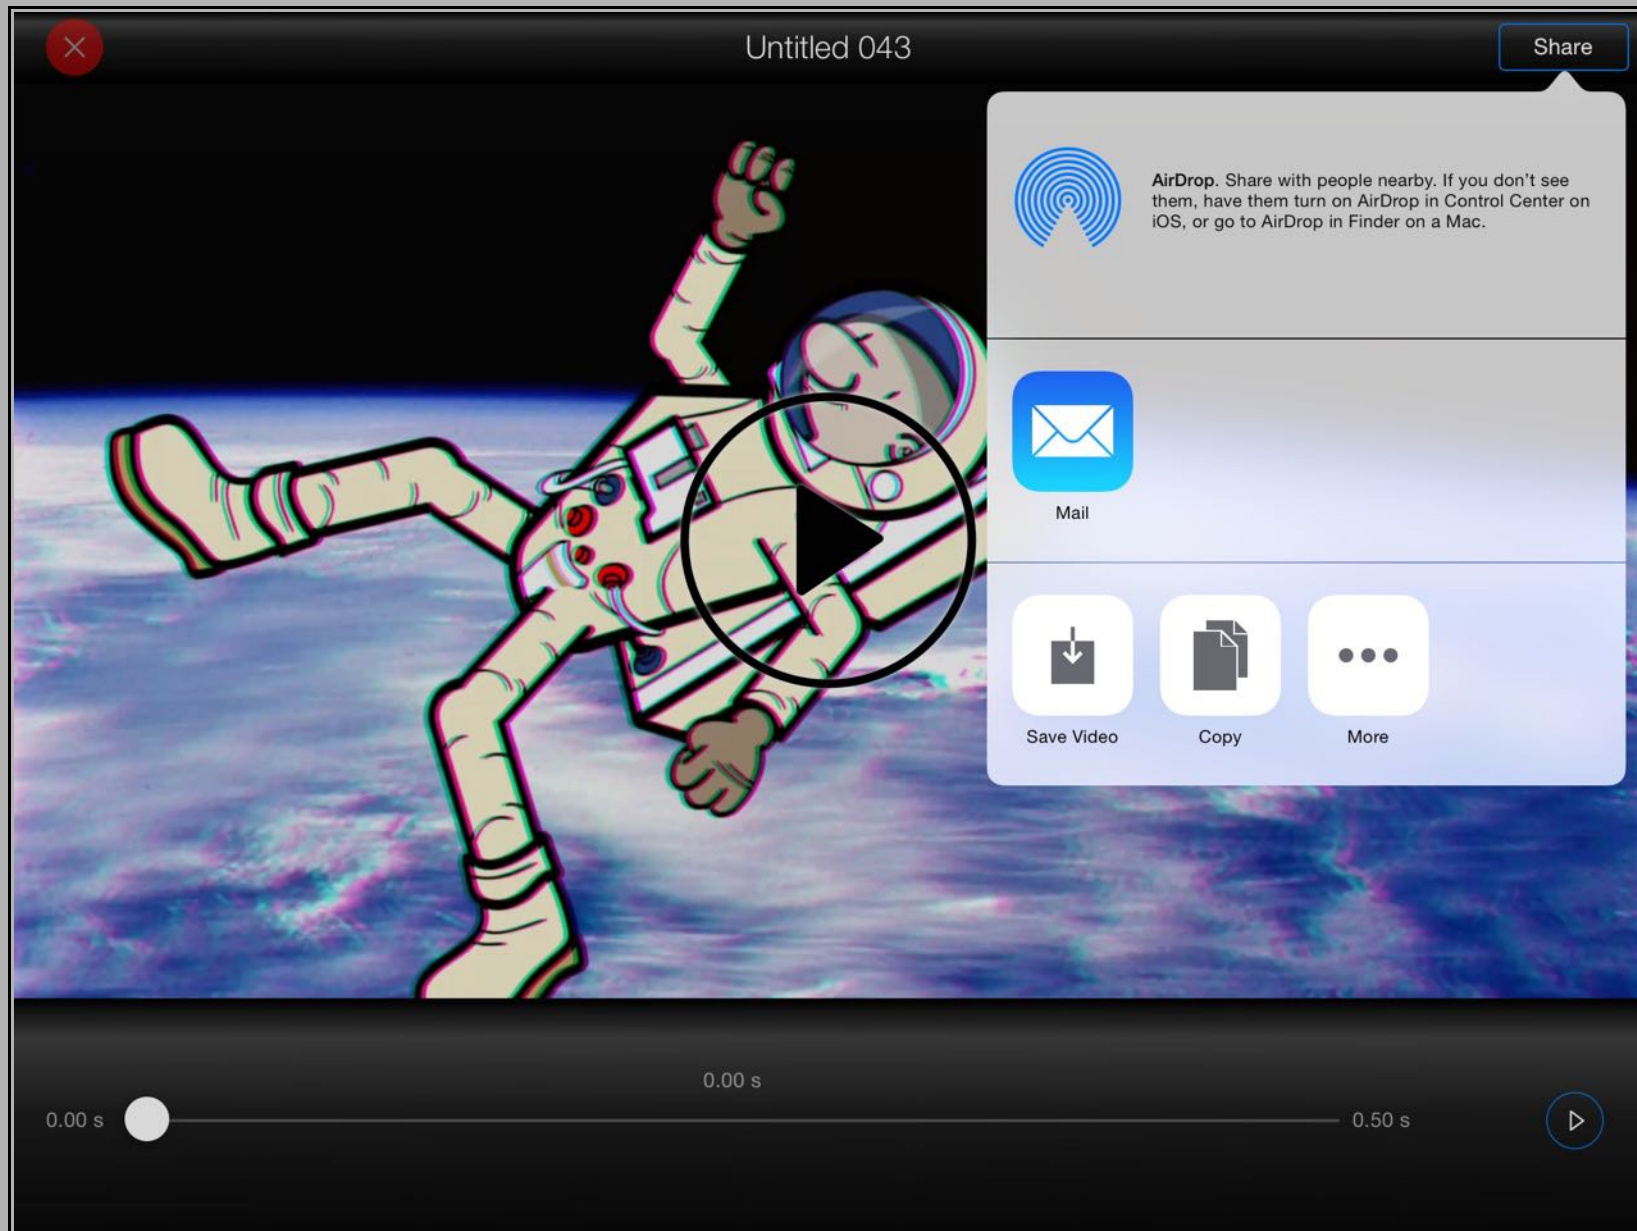 Untitled 043
Share
AirDrop. Share with people nearby. If you don't see
them, have them turn on AirDrop in Control Center on
iOS, or go to AirDrop in Finder on a Mac.
Mail
Save Video
Copy
More
0.00 s
0.00 s
0.50 s